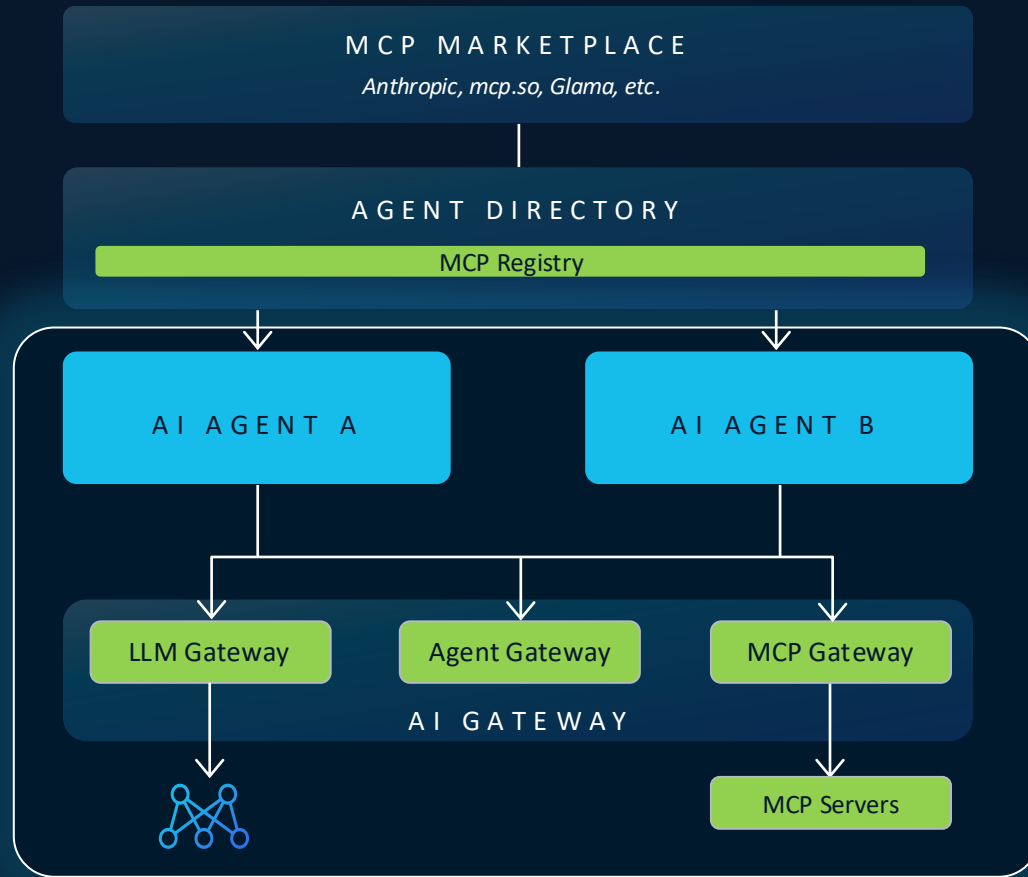 MCP MARKETPLACE
Anthropic, mcp.so, Glama, etc.
AGENT DIRECTORY
MCP Registry
AI AGENT A
AI AGENT B
LLM Gateway
Agent Gateway
MCP Gateway
AI GATEWAY
MCP Servers